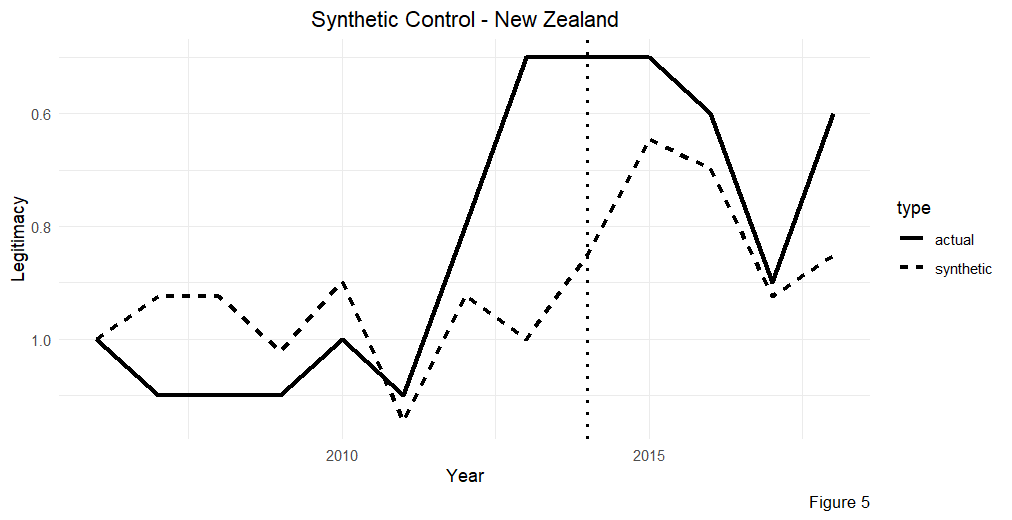 Synthetic Control - New Zealand
Legitimacy
0.6
0.8
1.0
2010
2015
Year
type
actual
synthetic
Figure 5